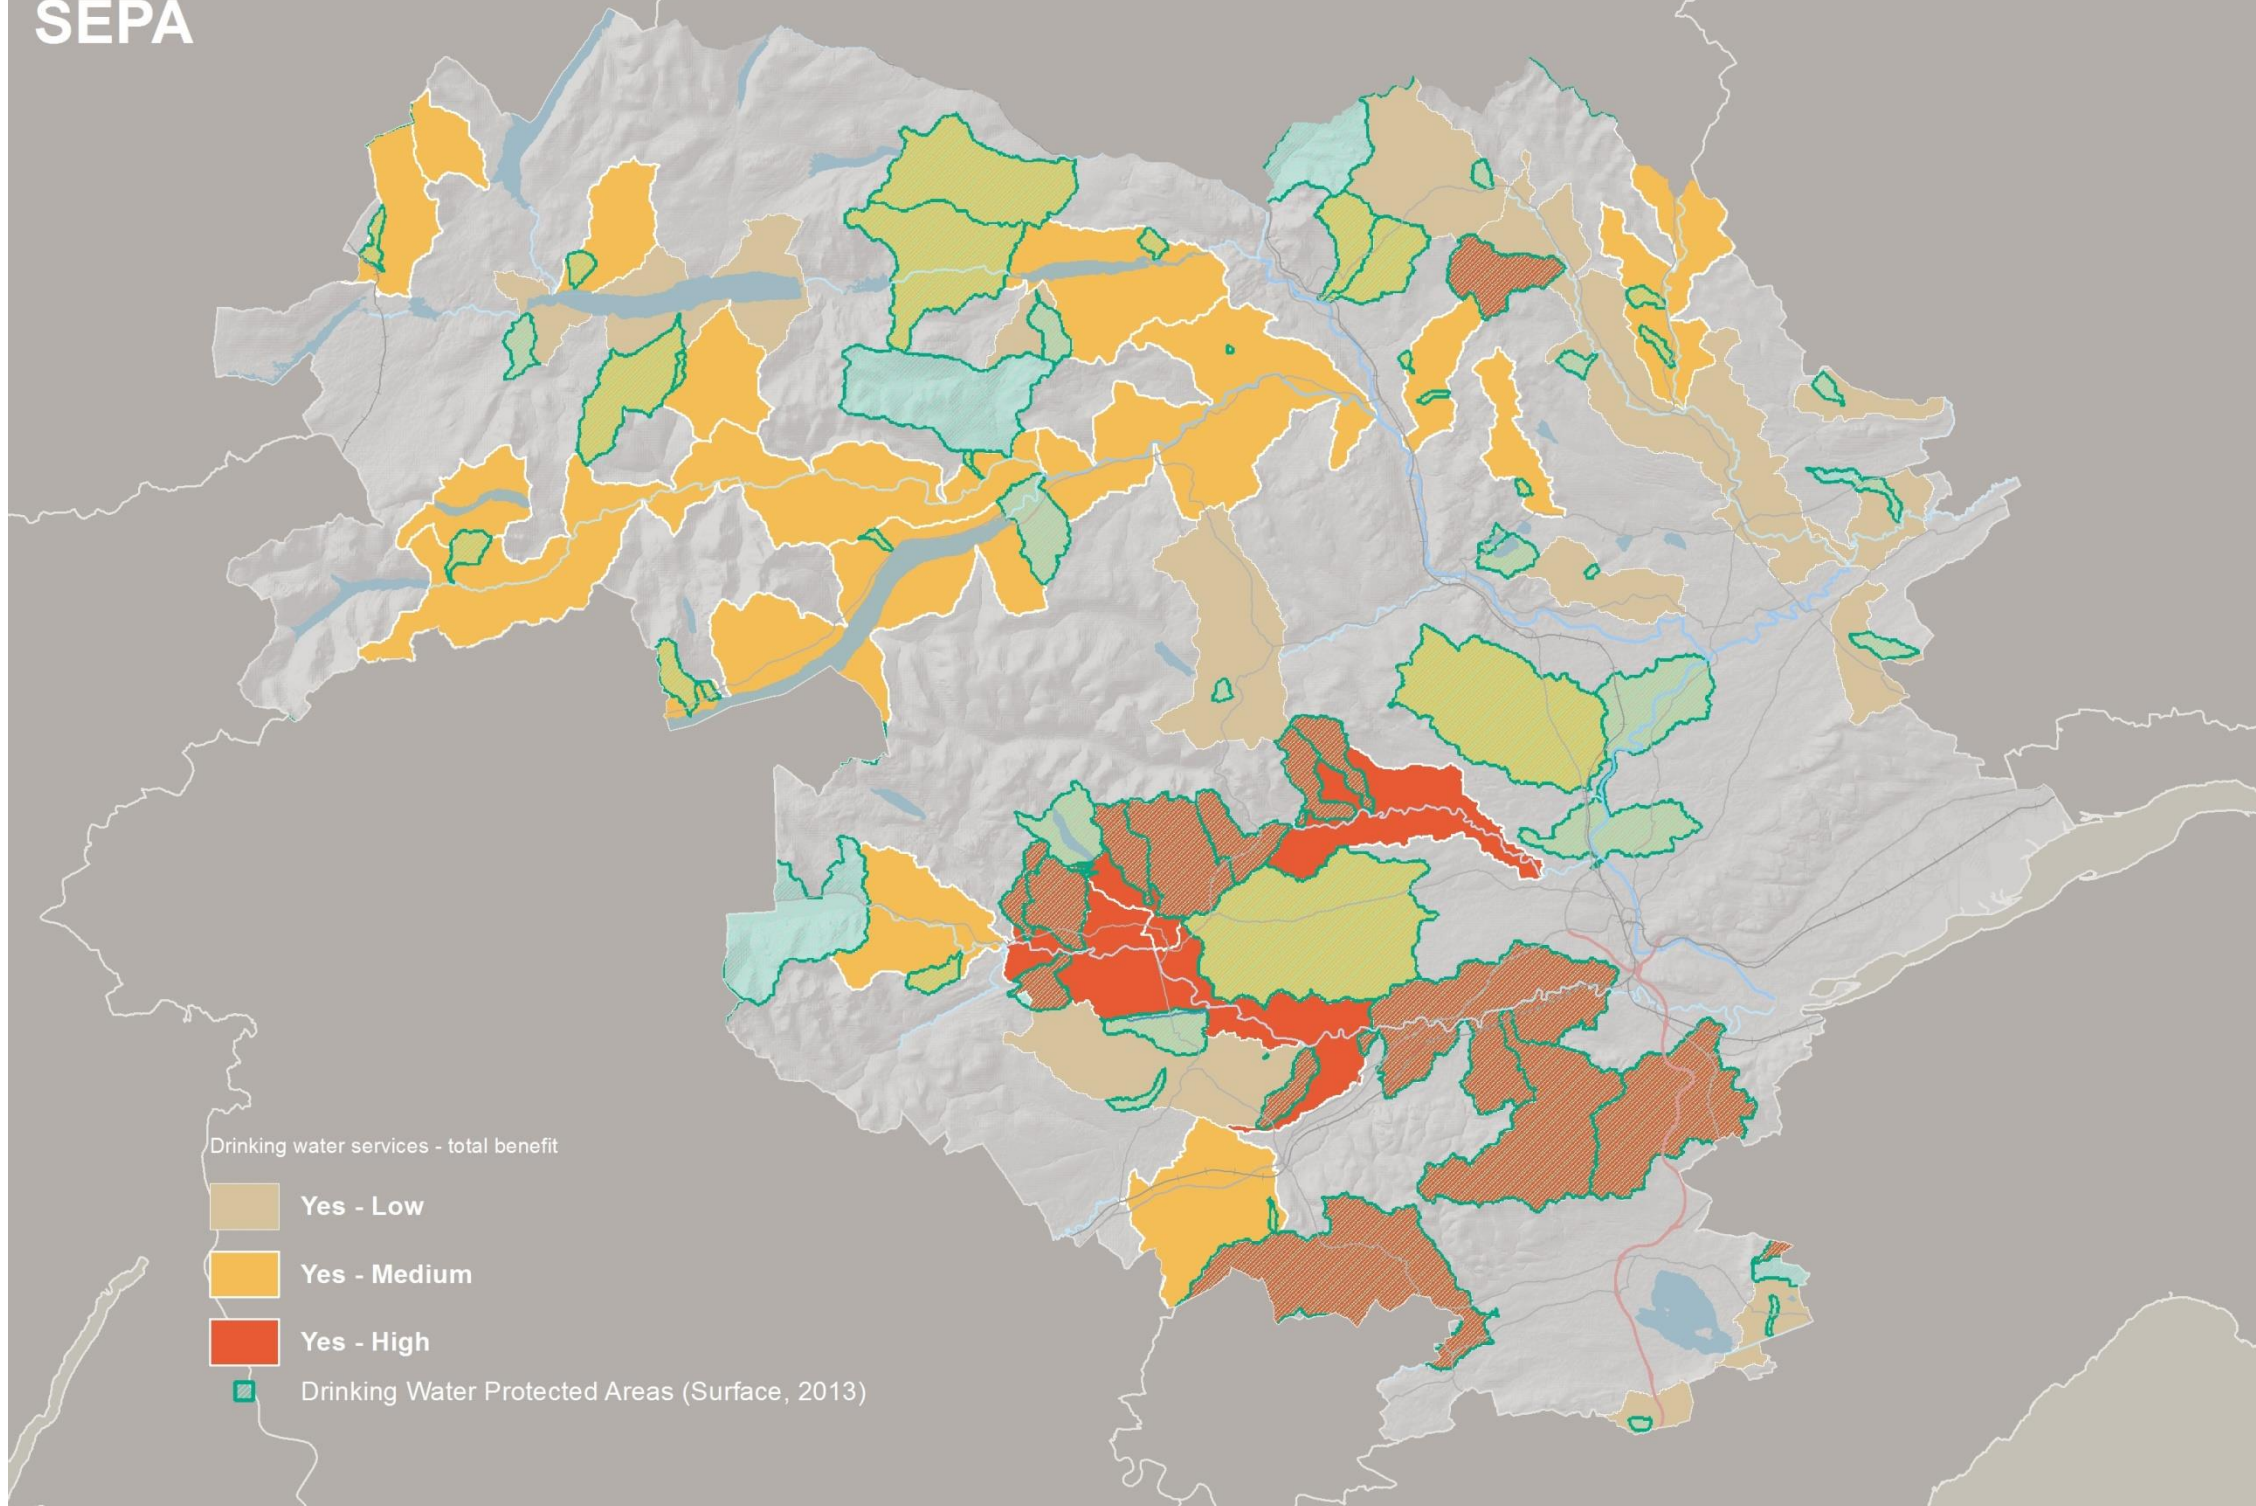 SEPA
Drinking water services - total benefit
Yes - Low
Yes - Medium
Yes - High
Drinking Water Protected Areas (Surface, 2013)